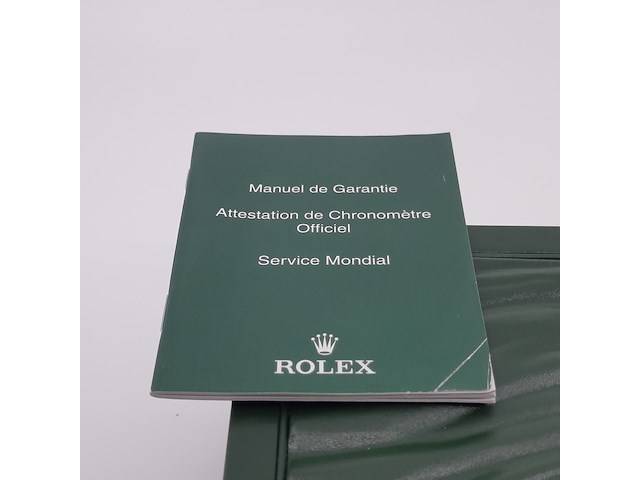 Manuel de Garantie
Attestation de Chronomètre
Officiel
Service Mondial
ROLEX